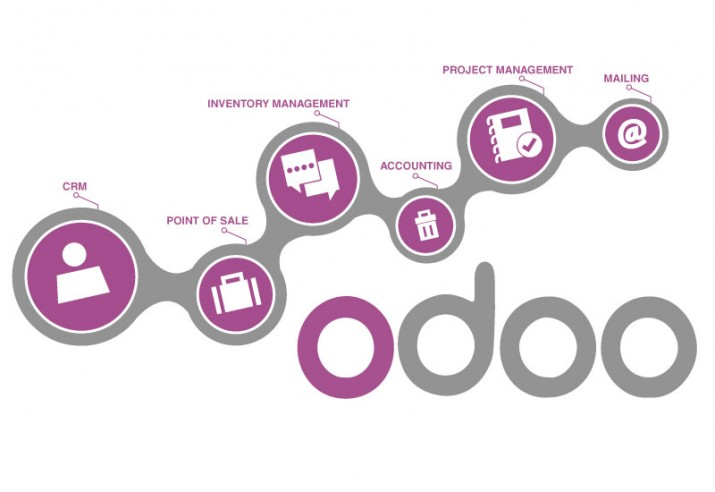 PROJECT MANAGEMENT
MAILING
INVENTORY MANAGEMENT
ACCOUNTING
CRM
POINT OF SALE
@
odoo